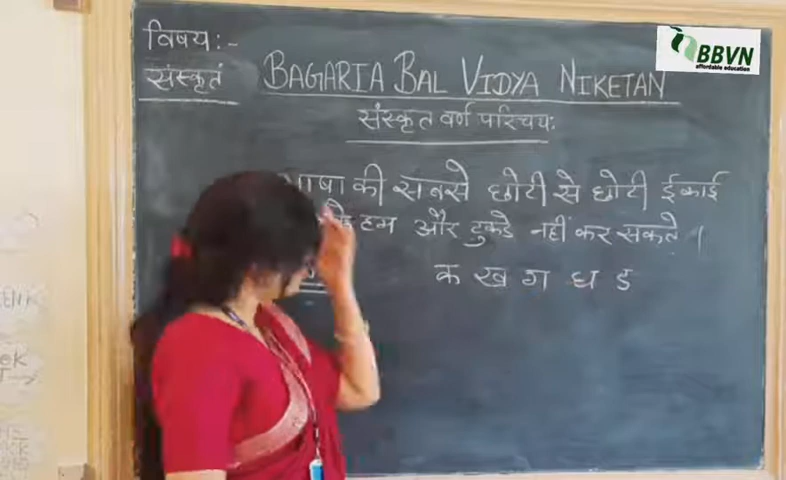 विषय:-
संस्कृतं
BAGARIA BAL VIDYA NIKETAN
BBVN
affordable education
संस्कृत वर्ण परिचयः
भाषा की सबसे छोटी से छोटी ईकाई
के हम और टुकडे नहीं कर सकते ।
क ख ग घ ड